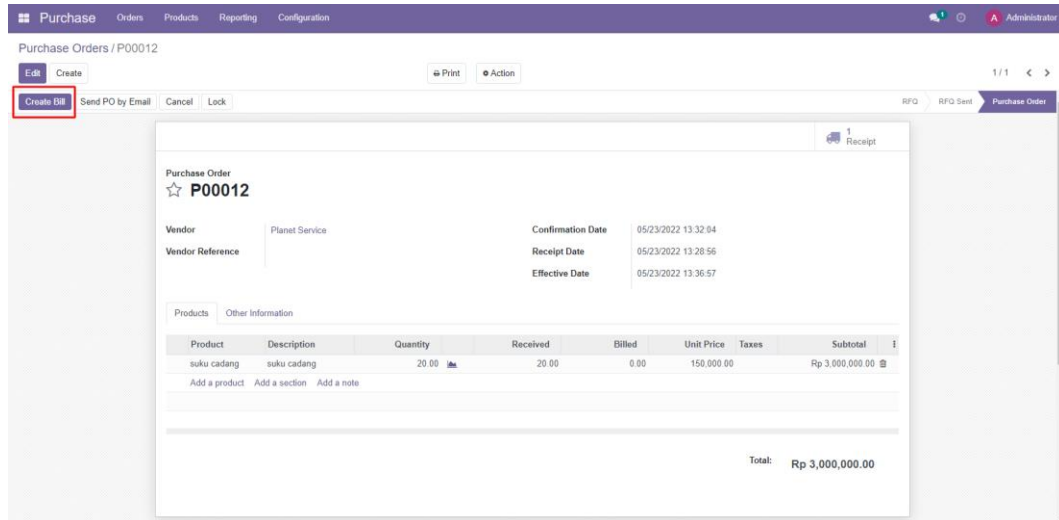 Purchase Orders Products Reporting Configuration 1 A Administrator
Purchase Orders / P00012
Edit Create Print Action 1 / 1
Create Bill Send PO by Email Cancel Lock RFQ RFQ Sent Purchase Order
1
Receipt
Purchase Order
P00012
Vendor Planet Service Confirmation Date 05/23/2022 13:32:04
Vendor Reference Receipt Date 05/23/2022 13:28:56
Effective Date 05/23/2022 13:36:57
Products Other Information
Product Description Quantity Received Billed Unit Price Taxes Subtotal
suku cadang suku cadang 20.00 20.00 0.00 150,000.00 Rp 3,000,000.00
Add a product Add a section Add a note
Total: Rp 3,000,000.00